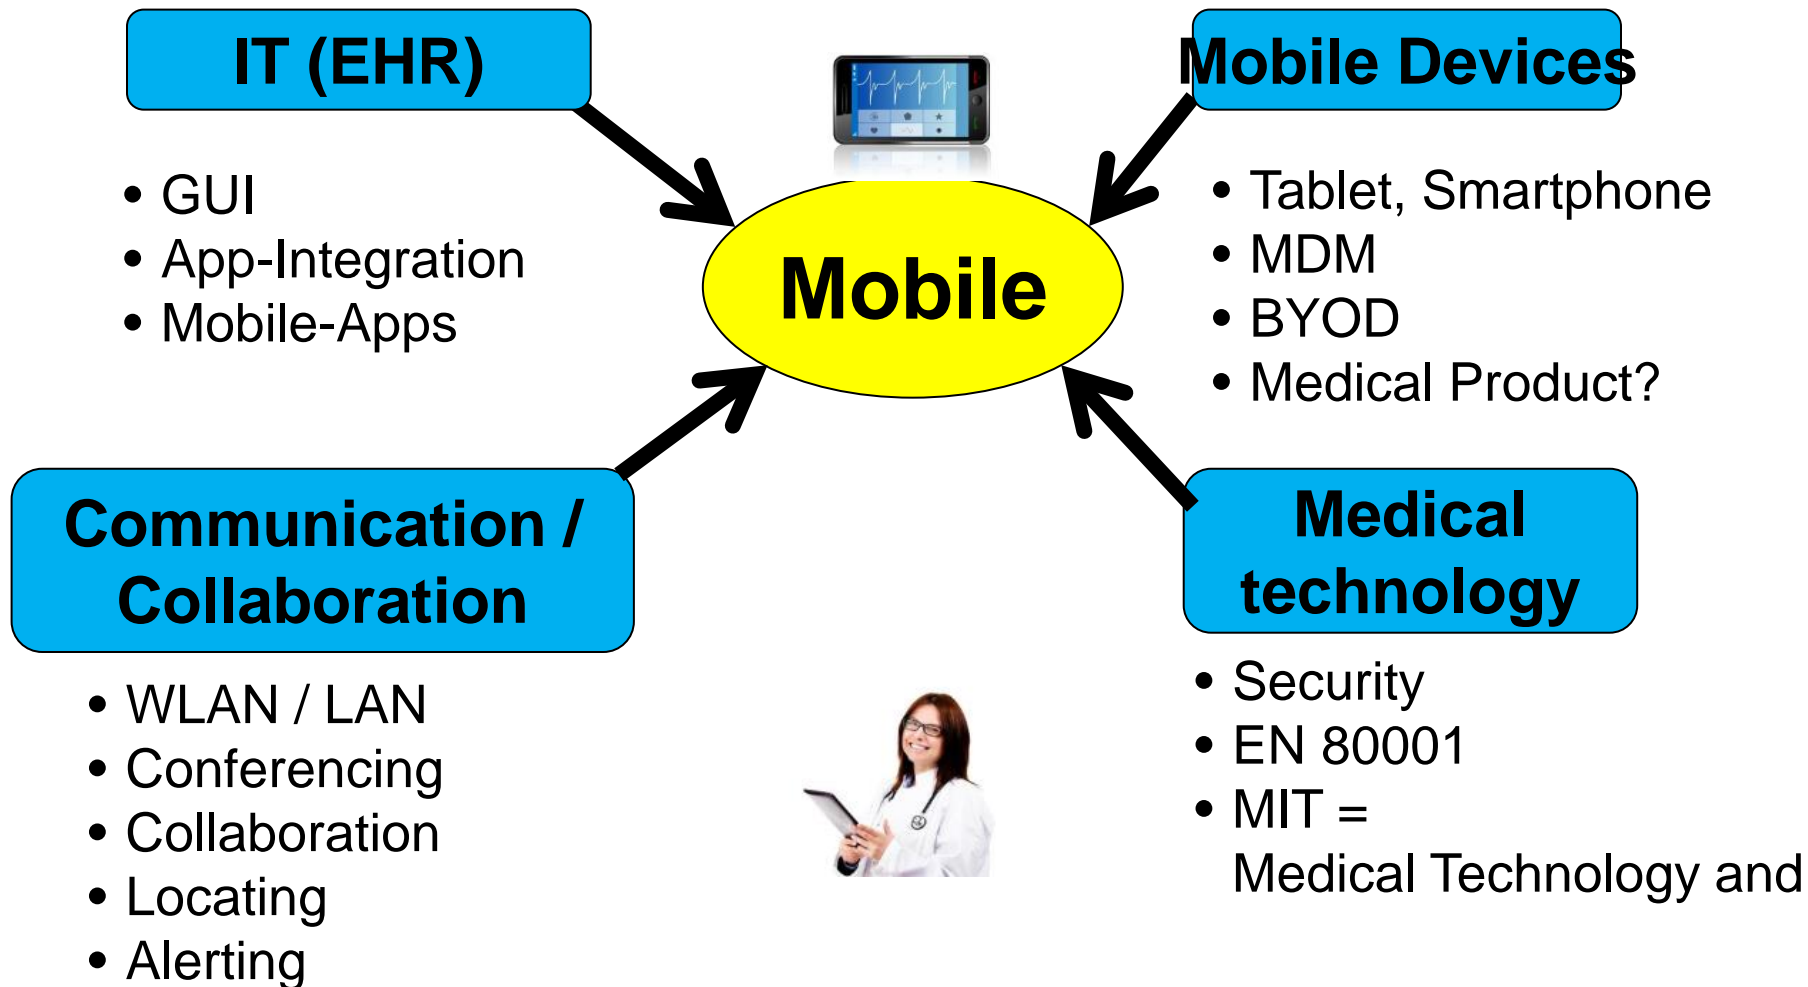 IT (EHR)
• GUI
• App-Integration
• Mobile-Apps
Mobile Devices
• Tablet, Smartphone
• MDM
• BYOD
• Medical Product?
Mobile
Communication /
Collaboration
• WLAN / LAN
• Conferencing
• Collaboration
• Locating
• Alerting
Medical
technology
• Security
• EN 80001
• MIT =
Medical Technology and